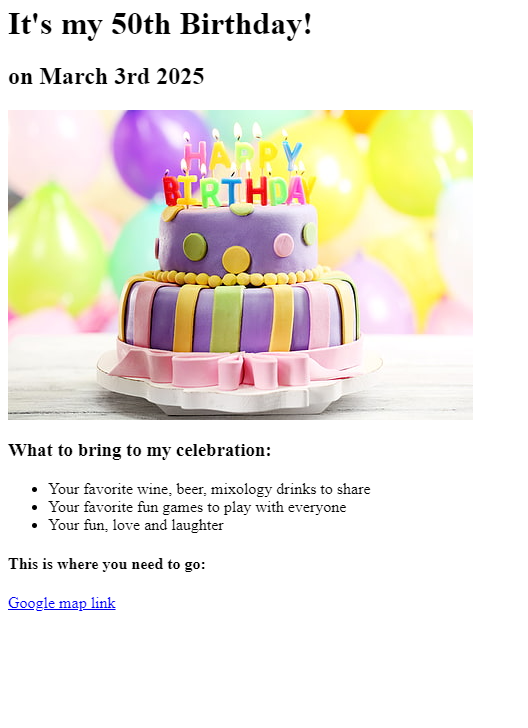 It's my 50th Birthday!
on March 3rd 2025
HAPPY
BIRTHDAY
What to bring to my celebration:
Your favorite wine, beer, mixology drinks to share
Your favorite fun games to play with everyone
Your fun, love and laughter
This is where you need to go:
Google map link